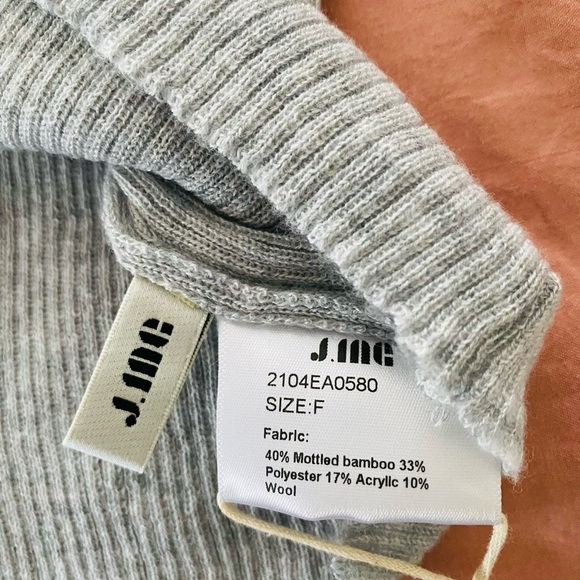 J.ING
2104EA0580
SIZE:F
Fabric:
40% Mottled bamboo 33%
Polyester 17% Acrylic 10%
Wool
J.ING